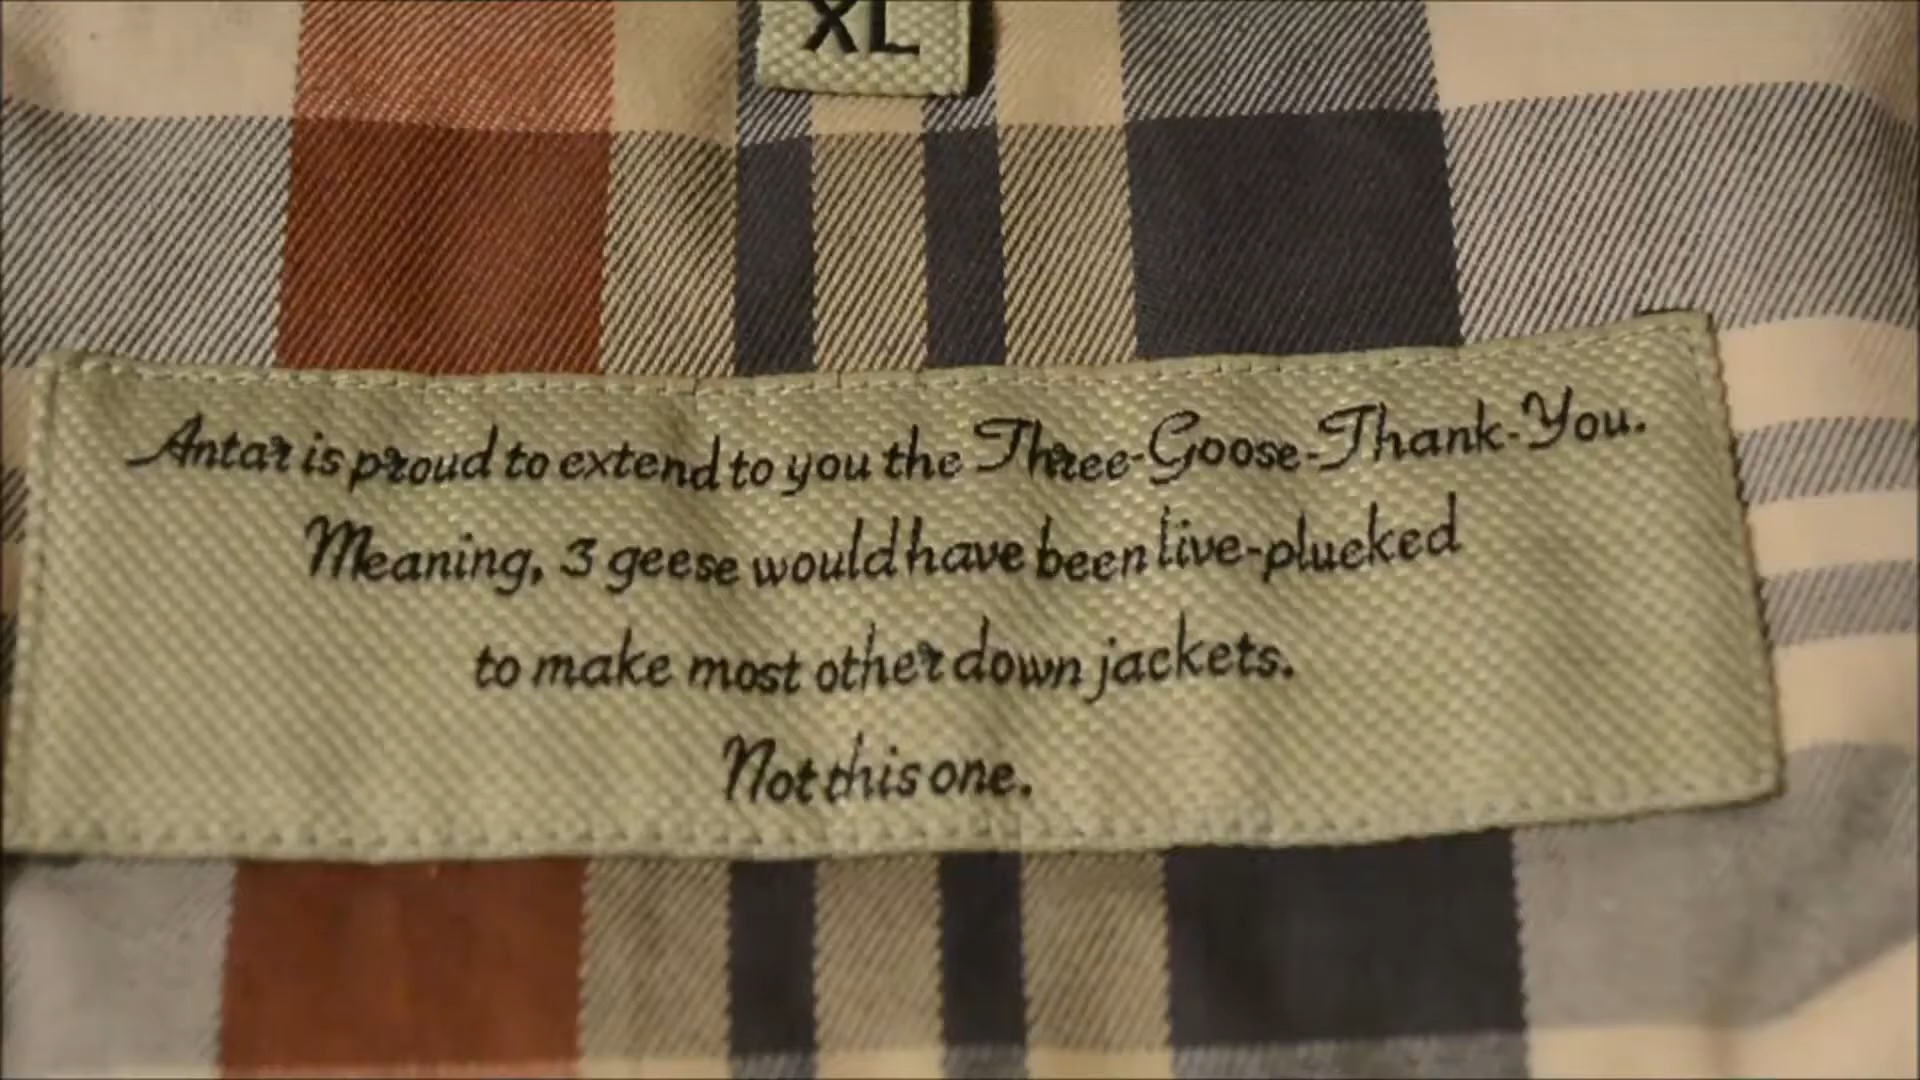 XL
Antar is proud to extend to you the Three-Goose-Thank-You.
Meaning, 3 geese would have been live-plucked
to make most other down jackets.
Not this one.